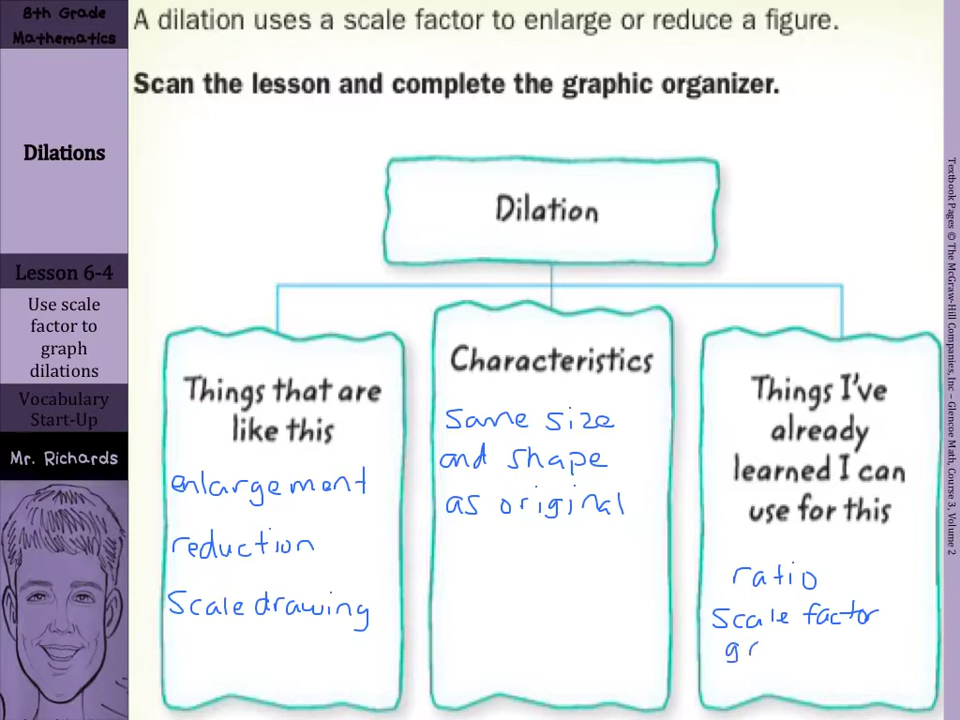 8th Grade
Mathematics
Dilations
Lesson 6-4
Use scale
factor to
graph
dilations
Vocabulary
Start-Up
Mr. Richards
A dilation uses a scale factor to enlarge or reduce a figure.
Scan the lesson and complete the graphic organizer.
Dilation
Things that are
like this
enlargement
reduction
Scale drawing
Characteristics
Same size
and shape
as original
Things I've
already
learned I can
use for this
ratio
scale factor
gr
Textbook Pages © The McGraw-Hill Companies, Inc – Glencoe Math, Course 3, Volume 2